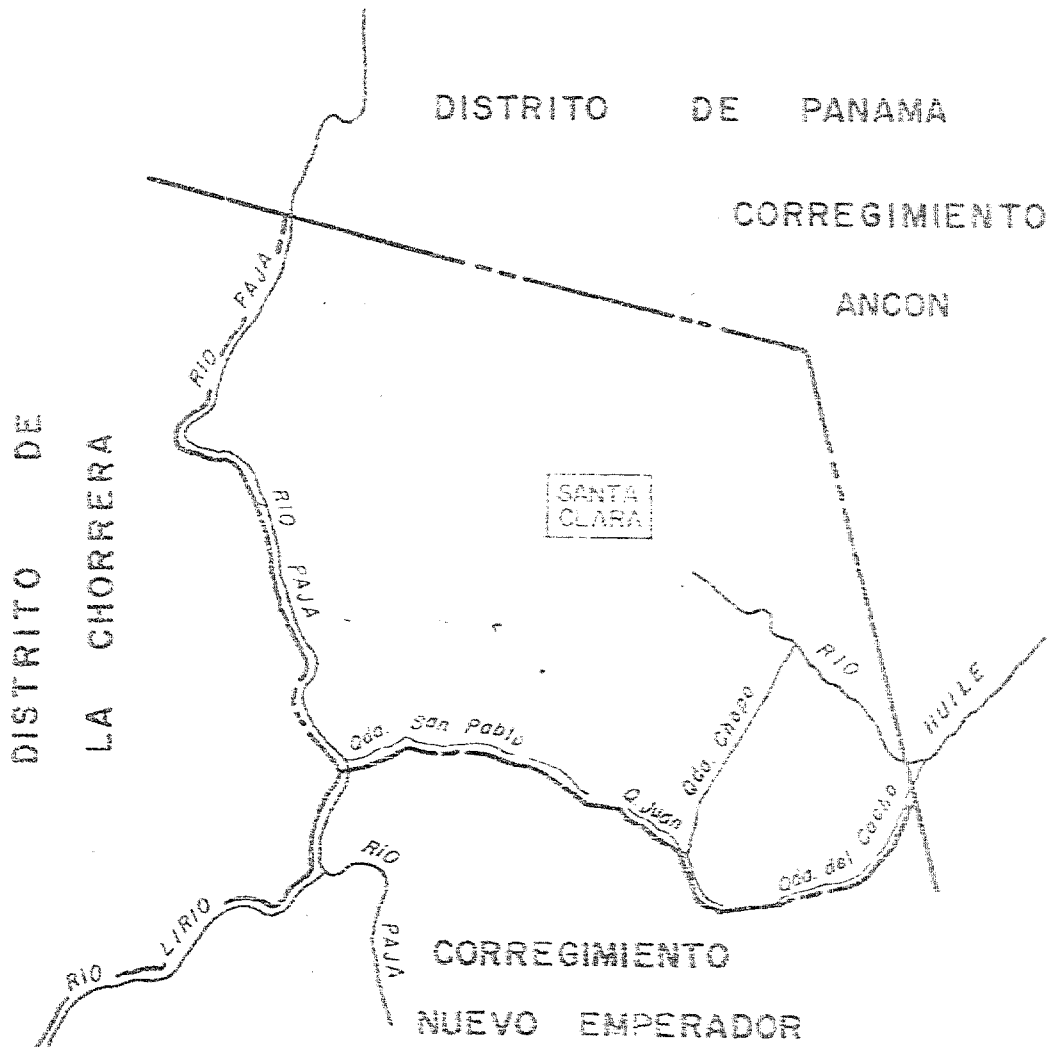 DISTRITO DE PANAMA
CORREGIMIENTO
ANCON
RIO PAJA
DISTRITO DE
LA CHORRERA
SANTA
CLARA
RIO PAJA
RIO HUILE
Qda. Chapo
Qda. San Pablo
Q. Juan
Qda. del Cacho
RIO PAJA
RIO LIRIO
CORREGIMIENTO
NUEVO EMPERADOR